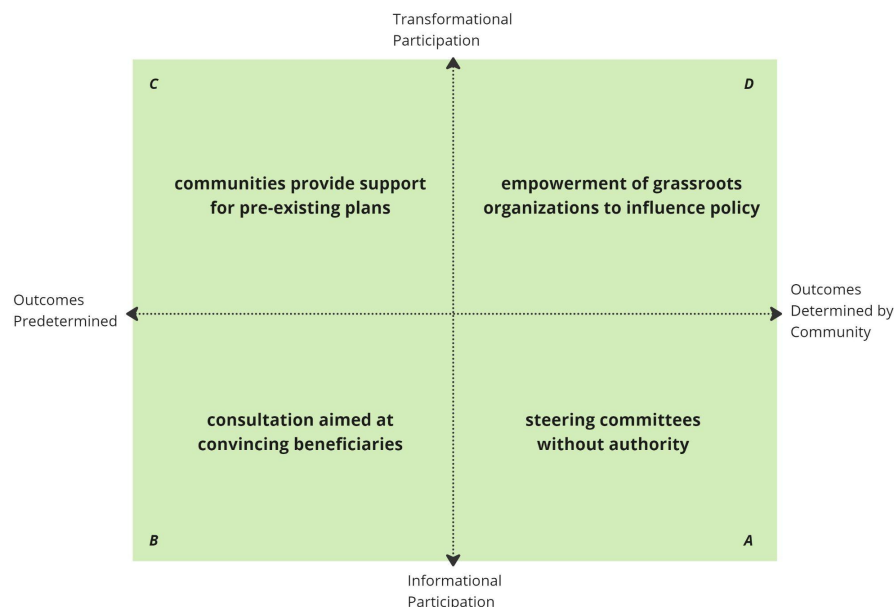 Transformational
Participation
C
D
communities provide support
for pre-existing plans
empowerment of grassroots
organizations to influence policy
Outcomes
Predetermined
Outcomes
Determined by
Community
consultation aimed at
convincing beneficiaries
steering committees
without authority
B
A
Informational
Participation